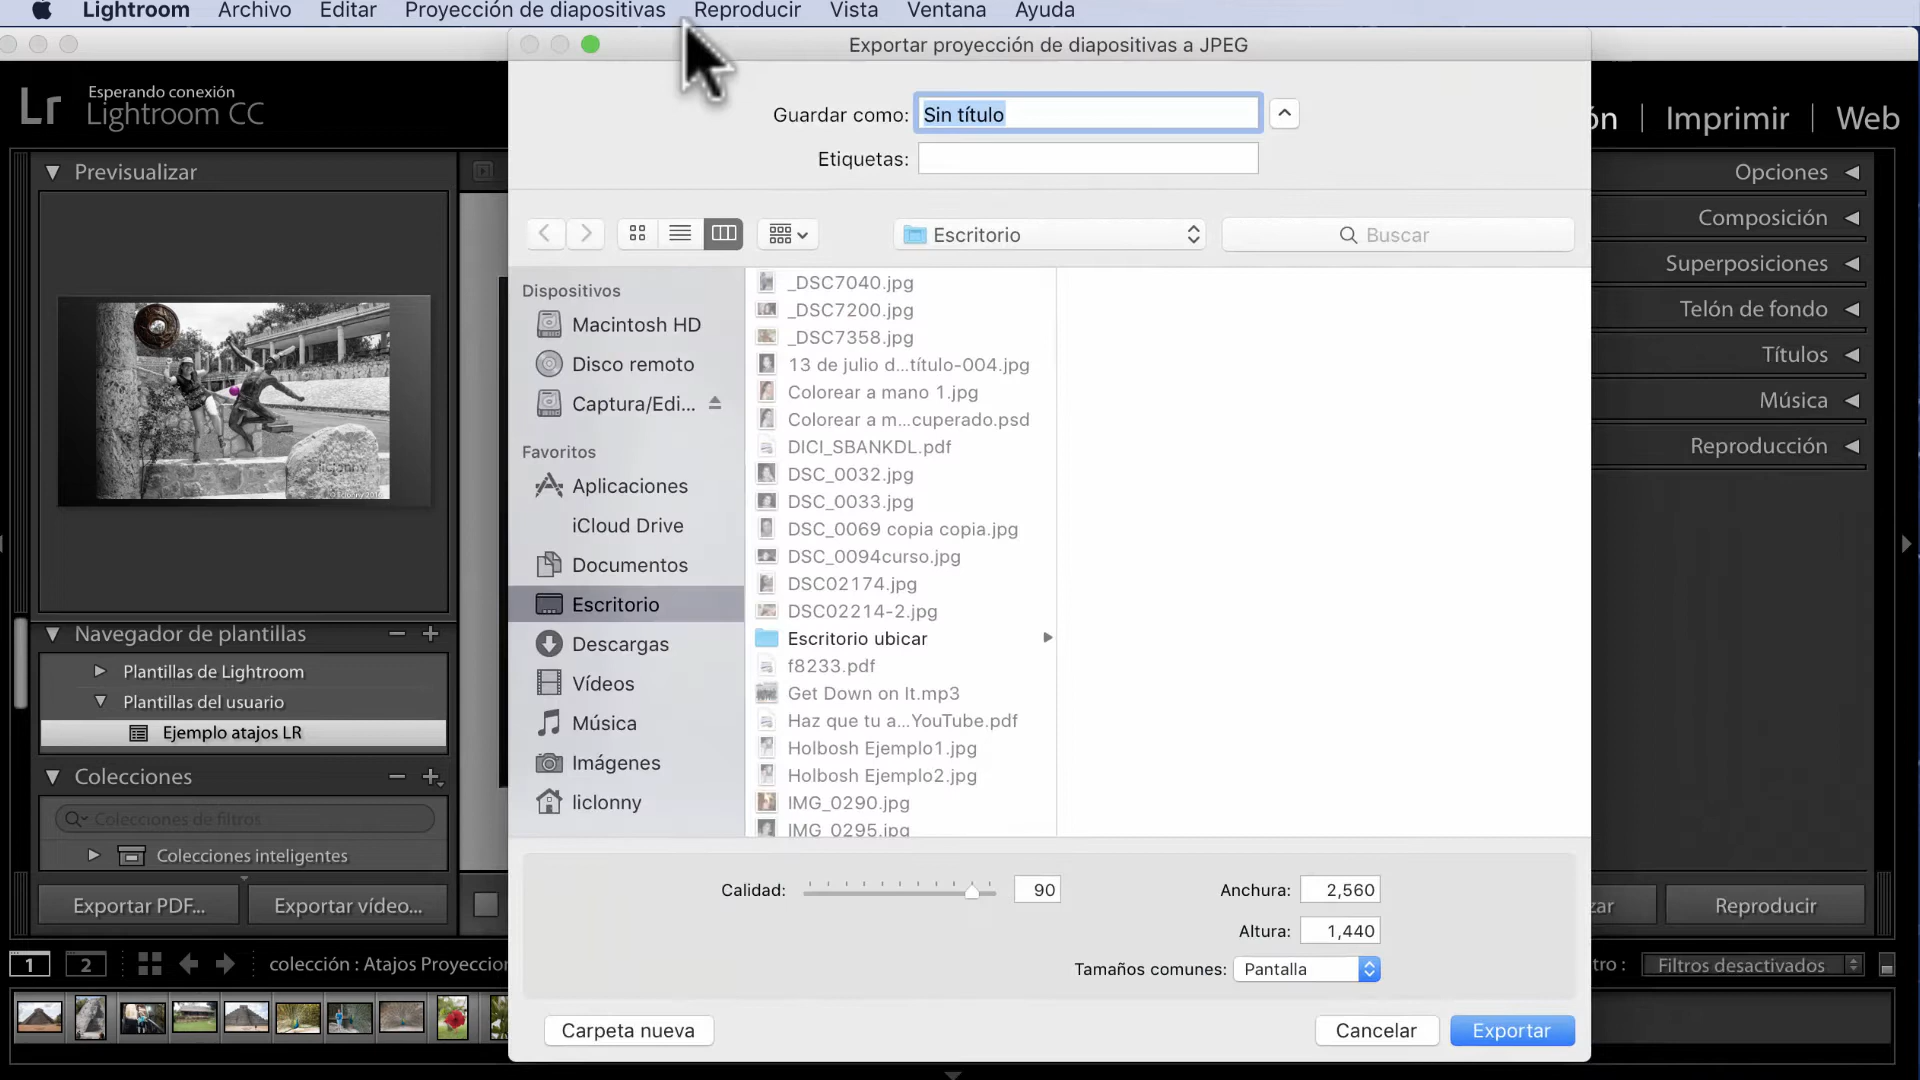 Lightroom Archivo Editar Proyección de diapositivas Reproducir Vista Ventana Ayuda
Exportar proyección de diapositivas a JPEG
Lr Esperando conexión
Lightroom CC
Guardar como: Sin título
Etiquetas:
Imprimir | Web
Previsualizar
Escritorio
Buscar
Dispositivos
Macintosh HD
Disco remoto
Captura/Edi...
Favoritos
Aplicaciones
iCloud Drive
Documentos
Escritorio
Descargas
Vídeos
Música
Imágenes
liclonny
_DSC7040.jpg
_DSC7200.jpg
_DSC7358.jpg
13 de julio d...título-004.jpg
Colorear a mano 1.jpg
Colorear a m...cuperado.psd
DICI_SBANKDL.pdf
DSC_0032.jpg
DSC_0033.jpg
DSC_0069 copia copia.jpg
DSC_0094curso.jpg
DSC02174.jpg
DSC02214-2.jpg
Escritorio ubicar
f8233.pdf
Get Down on It.mp3
Haz que tu a...YouTube.pdf
Holbosh Ejemplo1.jpg
Holbosh Ejemplo2.jpg
IMG_0290.jpg
IMG_0295.jpg
Opciones
Composición
Superposiciones
Telón de fondo
Títulos
Música
Reproducción
Navegador de plantillas
Plantillas de Lightroom
Plantillas del usuario
Ejemplo atajos LR
Colecciones
Colecciones de filtros
Colecciones inteligentes
Exportar PDF...
Exportar vídeo...
Calidad: 90
Anchura: 2,560
Altura: 1,440
Tamaños comunes: Pantalla
Carpeta nueva
Cancelar
Exportar
Reproducir
1 2 colección : Atajos Proyeccion
Filtros desactivados